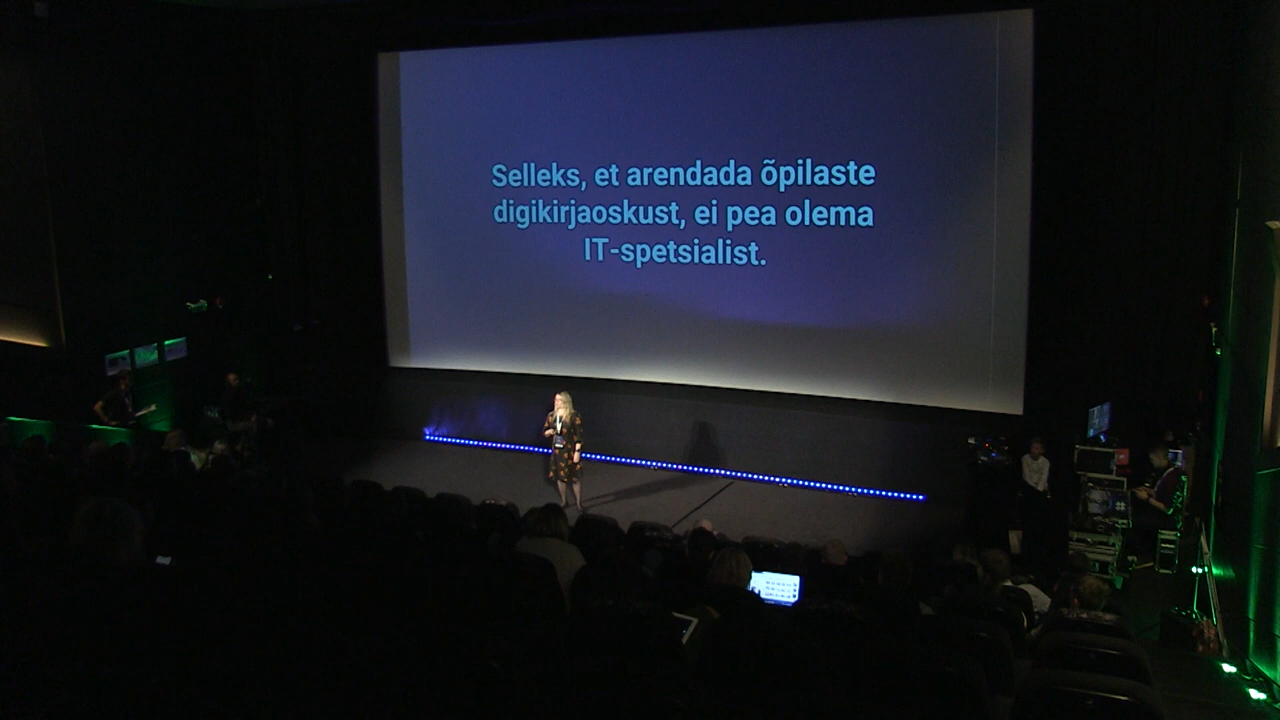 Selleks, et arendada õpilaste
digikirjaoskust, ei pea olema
IT-spetsialist.